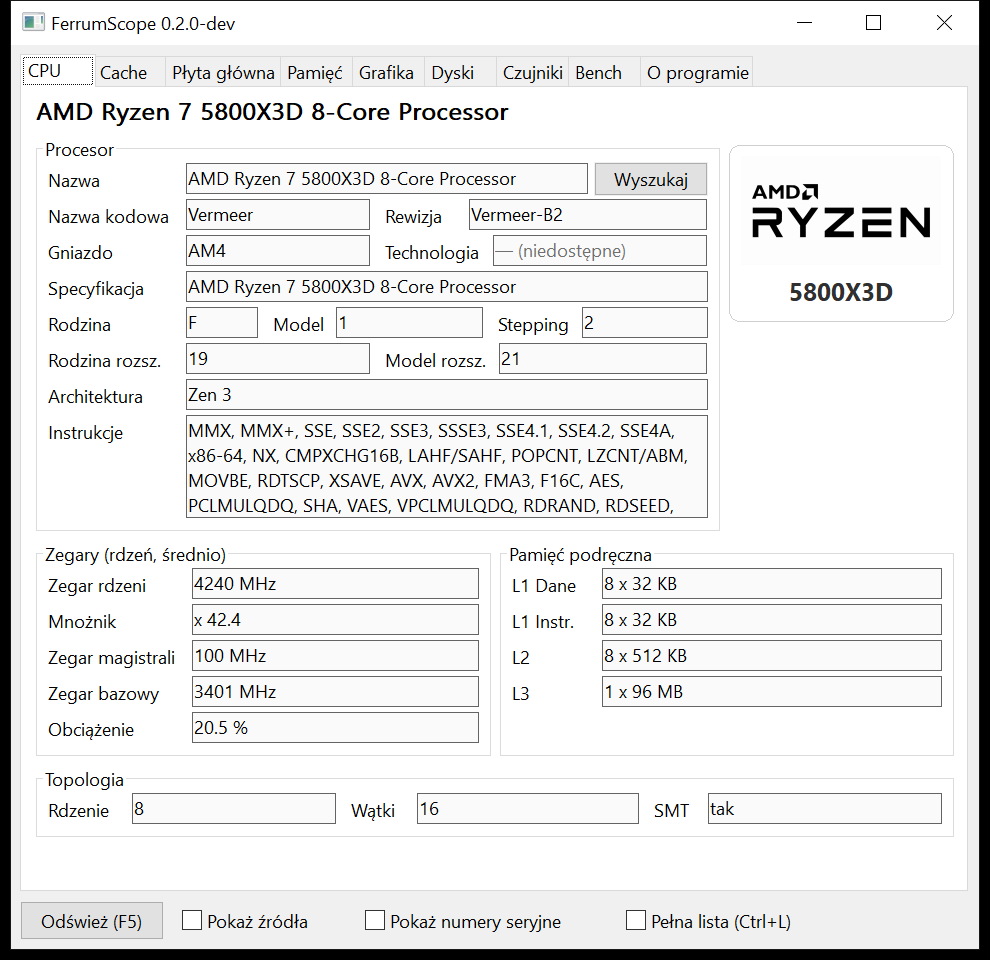 FerrumScope 0.2.0-dev
CPU Cache Płyta główna Pamięć Grafika Dyski Czujniki Bench O programie
AMD Ryzen 7 5800X3D 8-Core Processor
Procesor
Nazwa AMD Ryzen 7 5800X3D 8-Core Processor Wyszukaj
Nazwa kodowa Vermeer Rewizja Vermeer-B2
Gniazdo AM4 Technologia — (niedostępne)
Specyfikacja AMD Ryzen 7 5800X3D 8-Core Processor
Rodzina F Model 1 Stepping 2
Rodzina rozsz. 19 Model rozsz. 21
Architektura Zen 3
Instrukcje MMX, MMX+, SSE, SSE2, SSE3, SSSE3, SSE4.1, SSE4.2, SSE4A,
x86-64, NX, CMPXCHG16B, LAHF/SAHF, POPCNT, LZCNT/ABM,
MOVBE, RDTSCP, XSAVE, AVX, AVX2, FMA3, F16C, AES,
PCLMULQDQ, SHA, VAES, VPCLMULQDQ, RDRAND, RDSEED,
AMD
RYZEN
5800X3D
Zegary (rdzeń, średnio)
Zegar rdzeni 4240 MHz
Mnożnik x 42.4
Zegar magistrali 100 MHz
Zegar bazowy 3401 MHz
Obciążenie 20.5 %
Pamięć podręczna
L1 Dane 8 x 32 KB
L1 Instr. 8 x 32 KB
L2 8 x 512 KB
L3 1 x 96 MB
Topologia
Rdzenie 8 Wątki 16 SMT tak
Odśwież (F5) Pokaż źródła Pokaż numery seryjne Pełna lista (Ctrl+L)